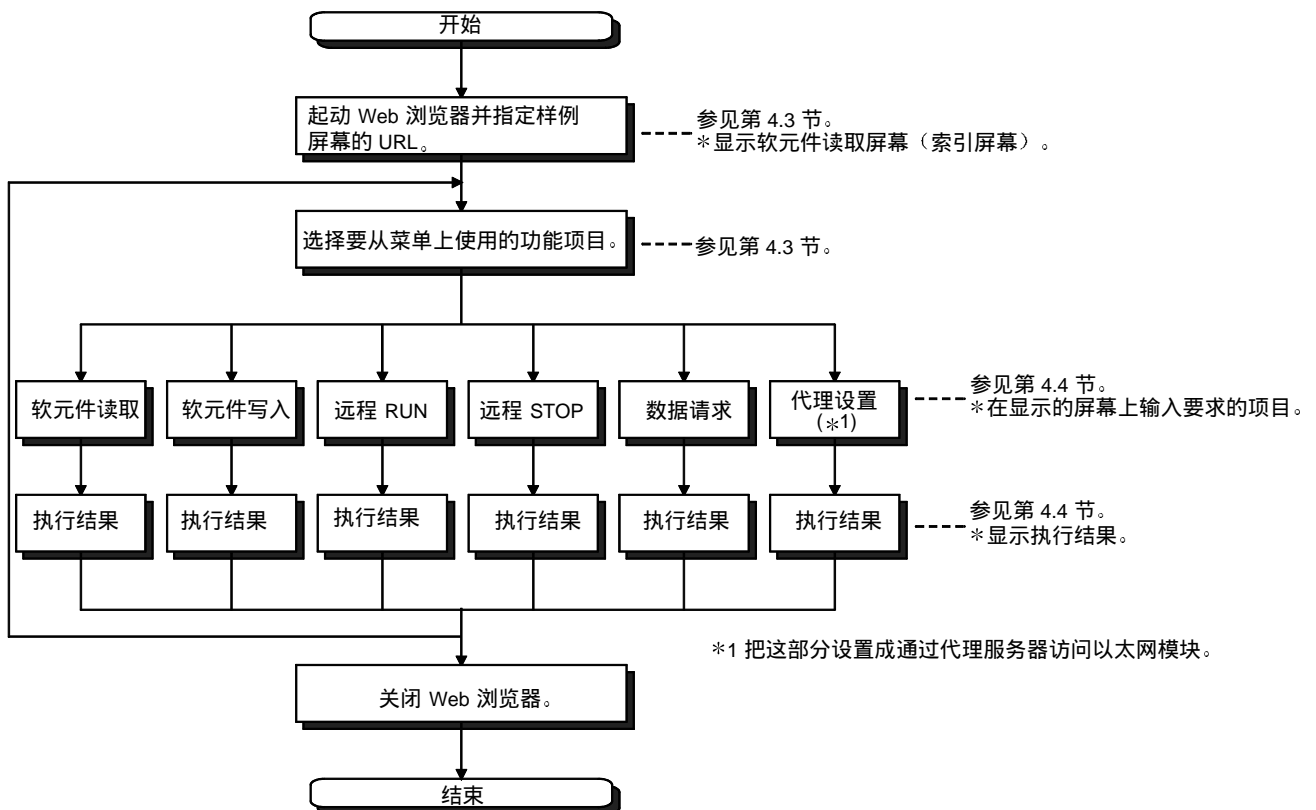 开始
起动 Web 浏览器并指定样例
屏幕的 URL。
参见第 4.3 节。
*显示软元件读取屏幕（索引屏幕）。
选择要从菜单上使用的功能项目。
参见第 4.3 节。
软元件读取
软元件写入
远程 RUN
远程 STOP
数据请求
代理设置
(*1)
参见第 4.4 节。
*在显示的屏幕上输入要求的项目。
执行结果
执行结果
执行结果
执行结果
执行结果
执行结果
参见第 4.4 节。
*显示执行结果。
*1 把这部分设置成通过代理服务器访问以太网模块。
关闭 Web 浏览器。
结束